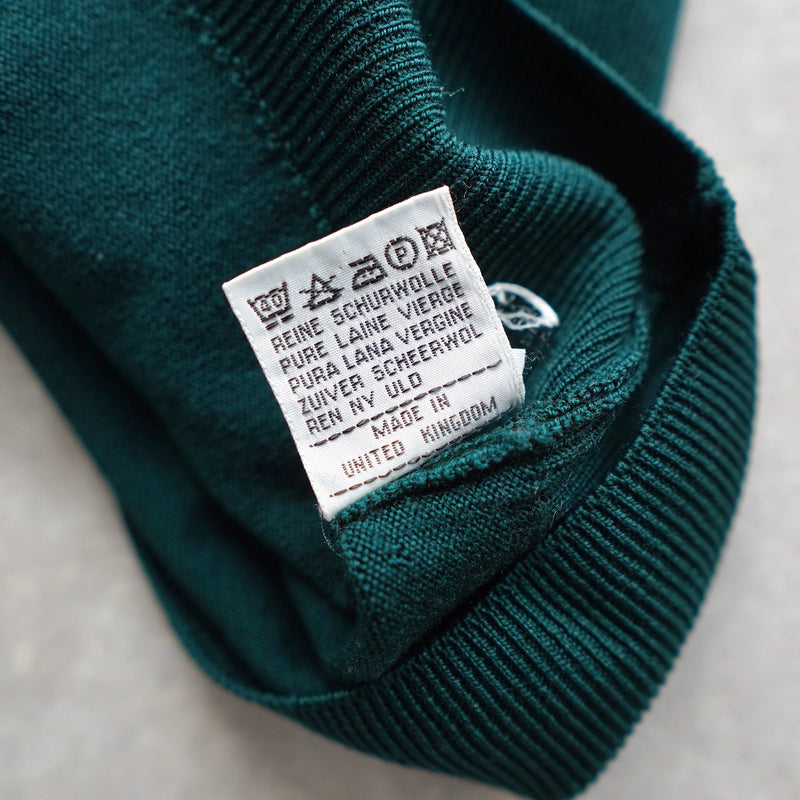 P
REINE SCHURWOLLE
PURE LAINE VIERGE
PURA LANA VERGINE
ZUIVER SCHEERWOL
REN NY ULD
MADE IN
UNITED KINGDOM